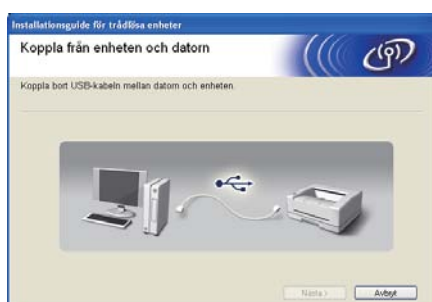 Installationsguide för trådlösa enheter
Koppla från enheten och datorn
Koppla bort USB-kabeln mellan datorn och enheten.
Nästa >
Avbryt